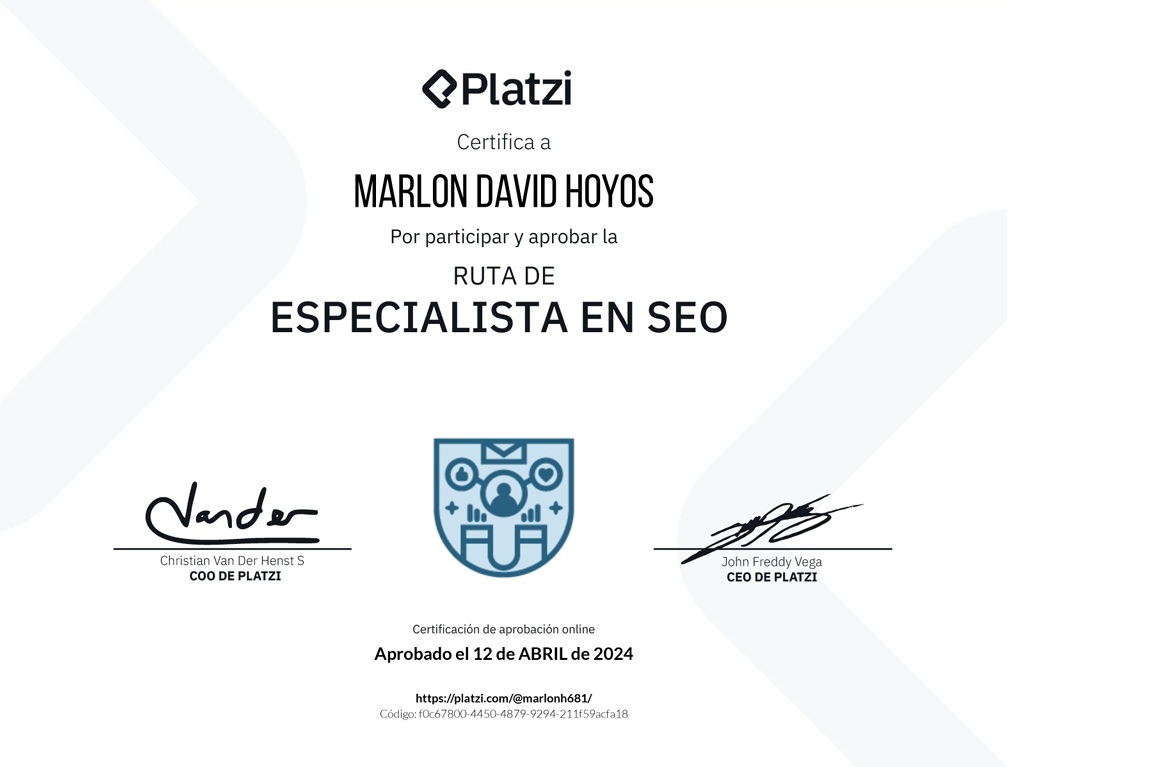 Platzi
Certifica a
MARLON DAVID HOYOS
Por participar y aprobar la
RUTA DE
ESPECIALISTA EN SEO
Vander
Christian Van Der Henst S
COO DE PLATZI
John Freddy Vega
CEO DE PLATZI
Certificación de aprobación online
Aprobado el 12 de ABRIL de 2024
https://platzi.com/@marlonh681/
Código: f0c67800-4450-4879-9294-211f59acfa18